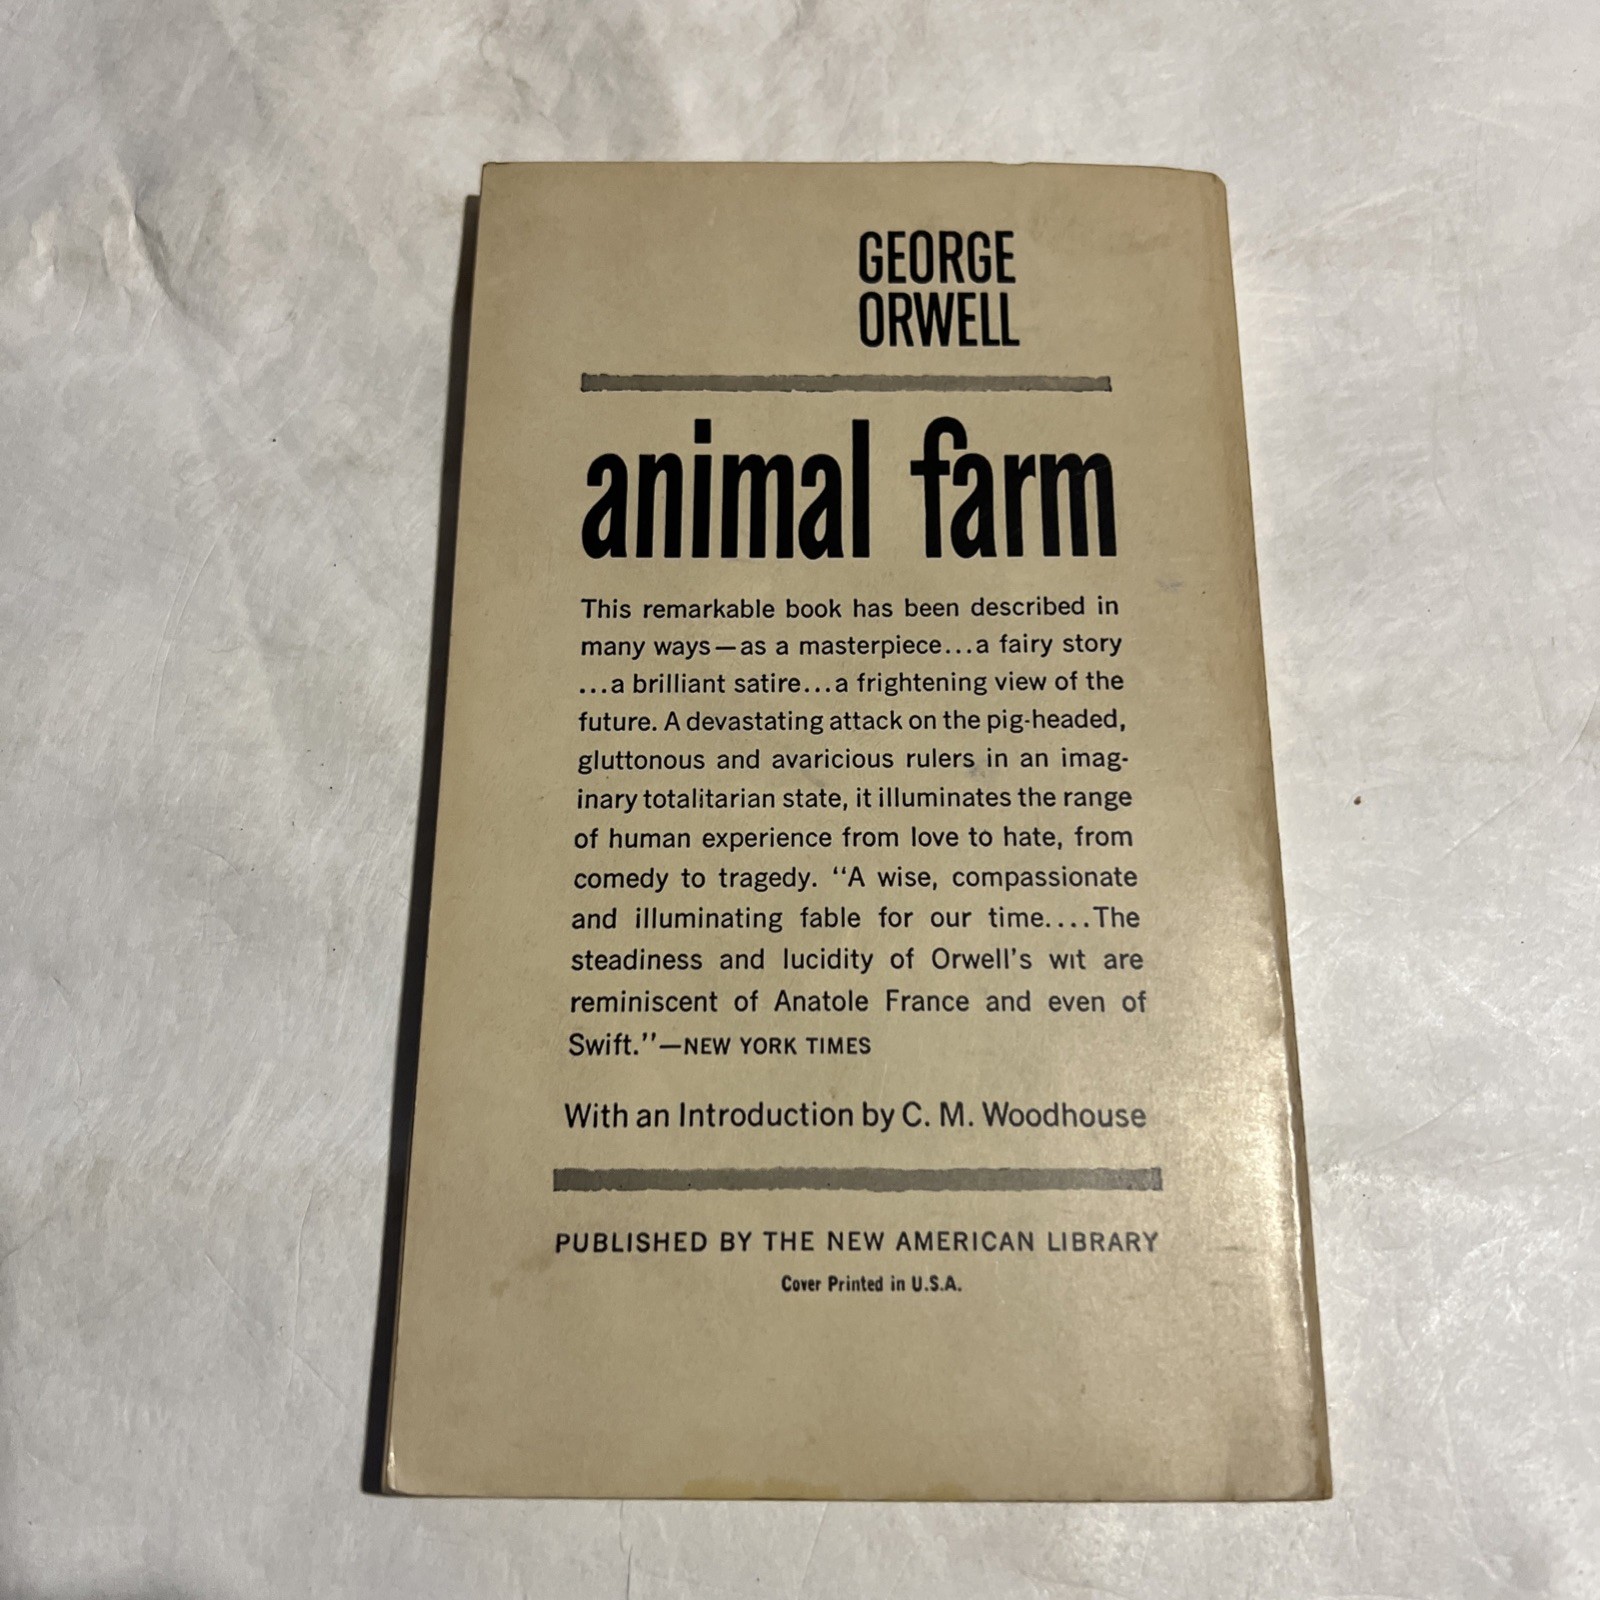 GEORGE
ORWELL
animal farm
This remarkable book has been described in
many ways—as a masterpiece...a fairy story
...a brilliant satire...a frightening view of the
future. A devastating attack on the pig-headed,
gluttonous and avaricious rulers in an imag-
inary totalitarian state, it illuminates the range
of human experience from love to hate, from
comedy to tragedy. “A wise, compassionate
and illuminating fable for our time....The
steadiness and lucidity of Orwell's wit are
reminiscent of Anatole France and even of
Swift.”—NEW YORK TIMES
With an Introduction by C. M. Woodhouse
PUBLISHED BY THE NEW AMERICAN LIBRARY
Cover Printed in U.S.A.